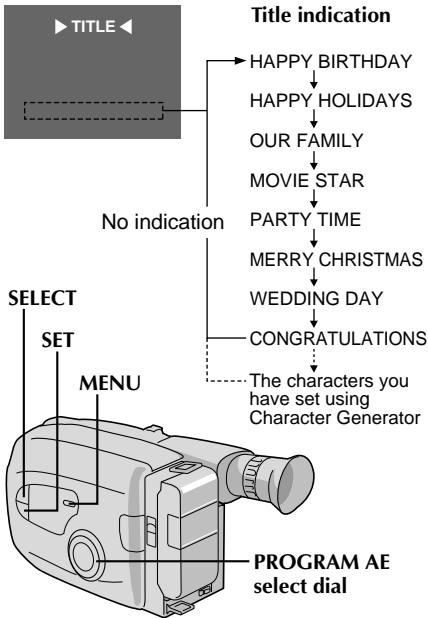 ▶ TITLE ◀
Title indication
HAPPY BIRTHDAY
HAPPY HOLIDAYS
OUR FAMILY
MOVIE STAR
PARTY TIME
MERRY CHRISTMAS
WEDDING DAY
CONGRATULATIONS
The characters you
have set using
Character Generator
No indication
SELECT
SET
MENU
PROGRAM AE
select dial